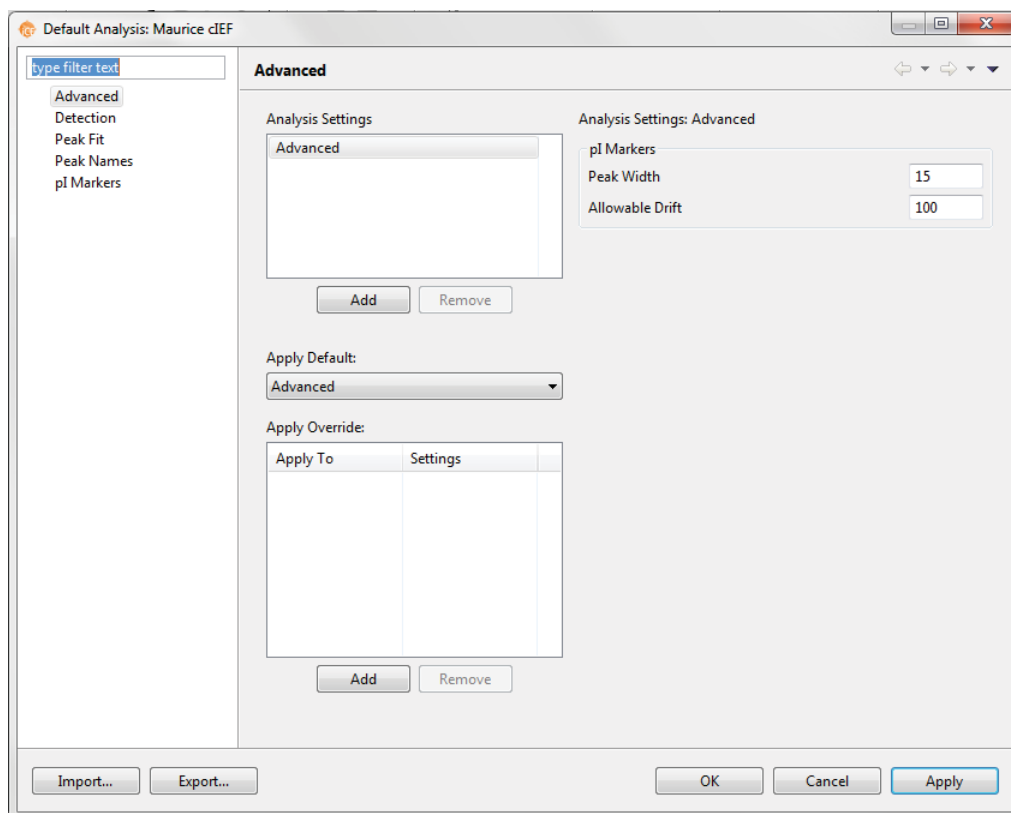 Default Analysis: Maurice cIEF
type filter text
Advanced
Detection
Peak Fit
Peak Names
pI Markers
Advanced
Analysis Settings
Advanced
Add
Remove
Apply Default:
Advanced
Apply Override:
Apply To
Settings
Add
Remove
Analysis Settings: Advanced
pI Markers
Peak Width 15
Allowable Drift 100
Import...
Export...
OK
Cancel
Apply